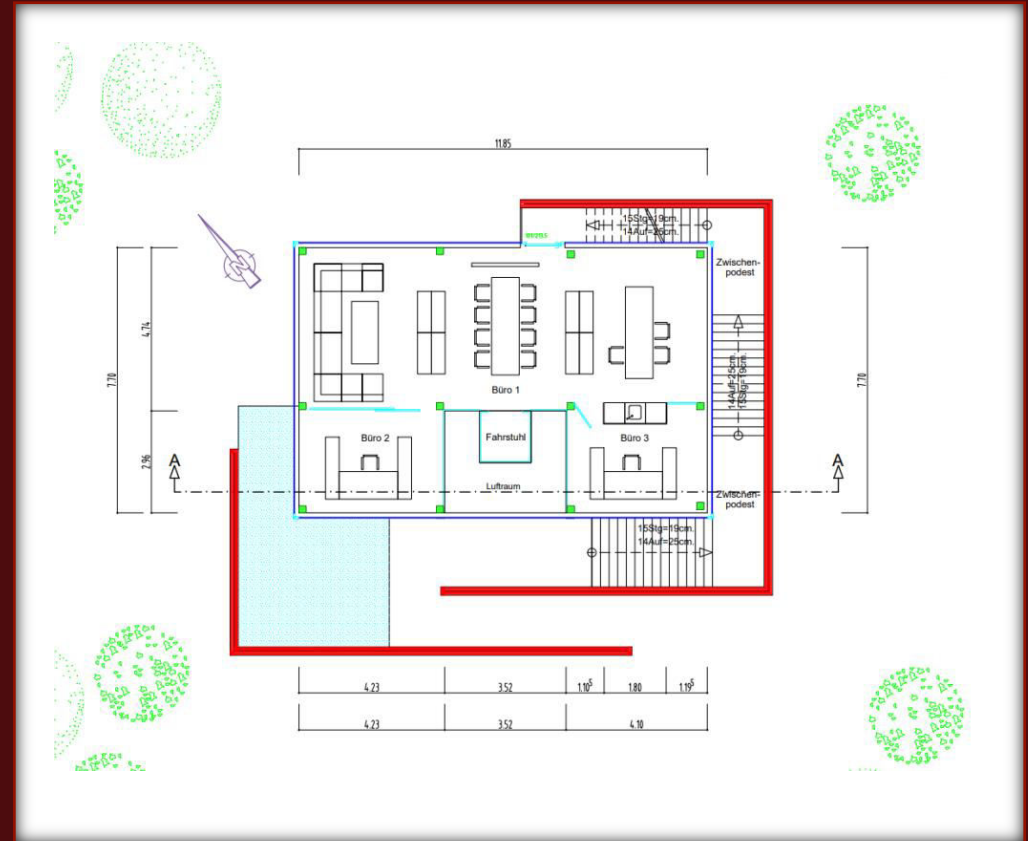 11.85
15Stg=19cm.
14Auf=25cm.
Zwischen-
podest
4.74
7.70
2.96
7.70
14Auf=25cm.
15Stg=19cm.
Büro 1
Büro 2
Fahrstuhl
Büro 3
Luftraum
A
A
N
Zwischen-
podest
15Stg=19cm.
14Auf=25cm.
4.23 3.52 1.10⁵ 1.80 1.19⁵
4.23 3.52 4.10